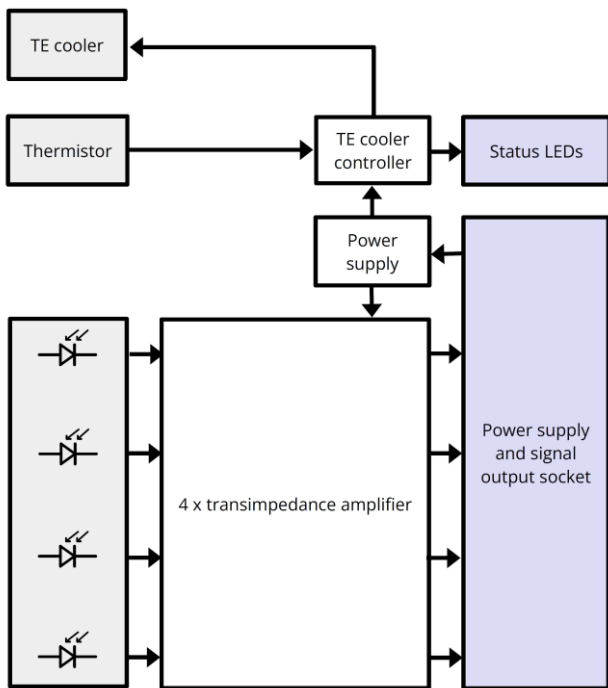 TE cooler
Thermistor
TE cooler
controller
Status LEDs
Power
supply
4 x transimpedance amplifier
Power supply
and signal
output socket